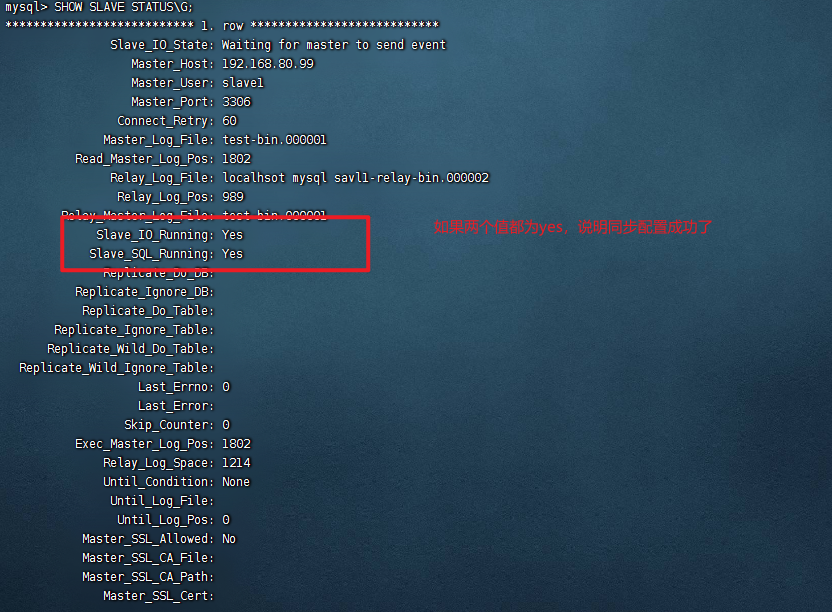 mysql> SHOW SLAVE STATUS\G;
*************************** 1. row ***************************
Slave_IO_State: Waiting for master to send event
Master_Host: 192.168.80.99
Master_User: slave1
Master_Port: 3306
Connect_Retry: 60
Master_Log_File: test-bin.000001
Read_Master_Log_Pos: 1802
Relay_Log_File: localhsot mysql savl1-relay-bin.000002
Relay_Log_Pos: 989
Relay_Master_Log_File: test-bin.000001
Slave_IO_Running: Yes
如果两个值都为yes，说明同步配置成功了
Slave_SQL_Running: Yes
Replicate_Do_DB:
Replicate_Ignore_DB:
Replicate_Do_Table:
Replicate_Ignore_Table:
Replicate_Wild_Do_Table:
Replicate_Wild_Ignore_Table:
Last_Errno: 0
Last_Error:
Skip_Counter: 0
Exec_Master_Log_Pos: 1802
Relay_Log_Space: 1214
Until_Condition: None
Until_Log_File:
Until_Log_Pos: 0
Master_SSL_Allowed: No
Master_SSL_CA_File:
Master_SSL_CA_Path:
Master_SSL_Cert: